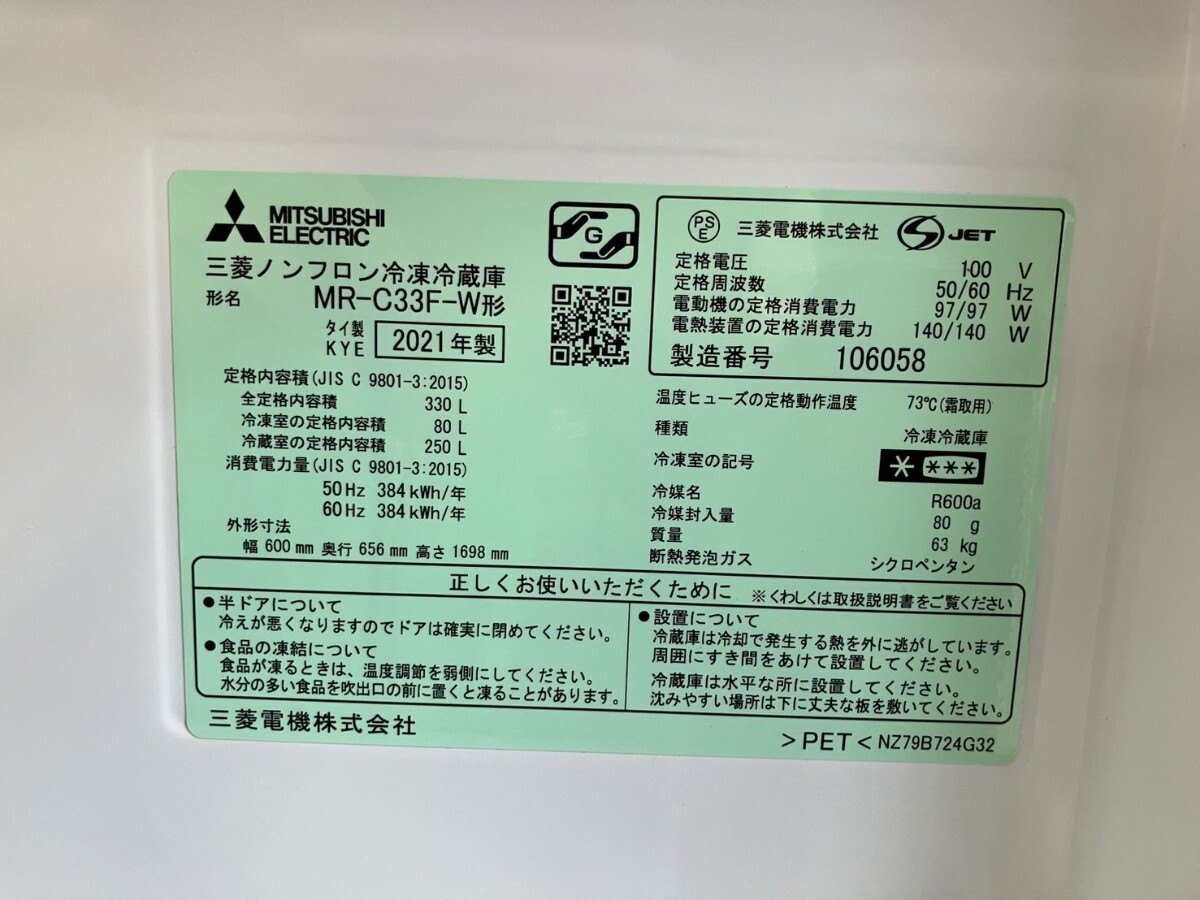 MITSUBISHI
ELECTRIC
三菱ノンフロン冷凍冷蔵庫
形名 MR-C33F-W形
タイ製
KYE
2021年製
G
PSE 三菱電機株式会社 JET
定格電圧 100 V
定格周波数 50/60 Hz
電動機の定格消費電力 97/97 W
電熱装置の定格消費電力 140/140 W
製造番号 106058
定格内容積(JIS C 9801-3:2015)
全定格内容積 330 L
冷凍室の定格内容積 80 L
冷蔵室の定格内容積 250 L
消費電力量(JIS C 9801-3:2015)
50Hz 384kWh/年
60Hz 384kWh/年
外形寸法
幅 600mm 奥行 656mm 高さ 1698mm
温度ヒューズの定格動作温度 73℃(霜取用)
種類 冷凍冷蔵庫
冷凍室の記号 * ***
冷媒名 R600a
冷媒封入量 80 g
質量 63 kg
断熱発泡ガス シクロペンタン
正しくお使いいただくために ※くわしくは取扱説明書をご覧ください
●半ドアについて
冷えが悪くなりますのでドアは確実に閉めてください。
●食品の凍結について
食品が凍るときは、温度調節を弱側にしてください。
水分の多い食品を吹出口の前に置くと凍ることがあります。
●設置について
冷蔵庫は冷却で発生する熱を外に逃がしています。
周囲にすき間をあけて設置してください。
冷蔵庫は水平な所に設置してください。
沈みやすい場所は下に丈夫な板を敷いてください。
三菱電機株式会社
>PET< NZ79B724G32